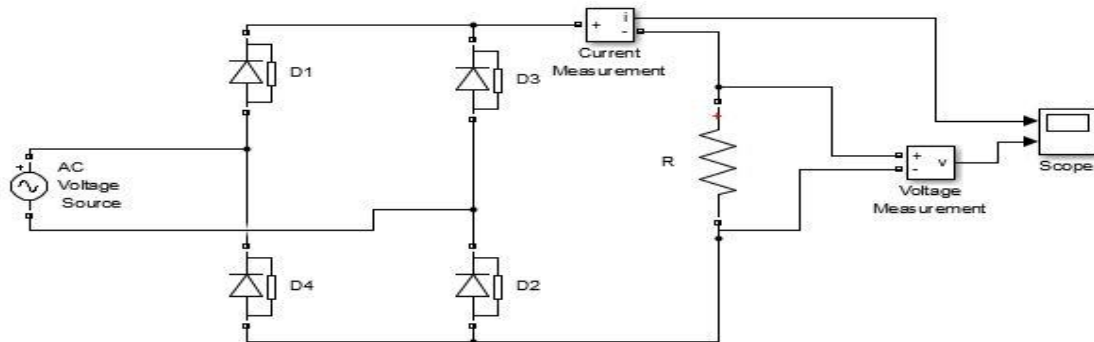 + i
-
Current
Measurement
D1
D3
+
AC
Voltage
Source
+
R
+ v
-
Voltage
Measurement
Scope
D4
D2